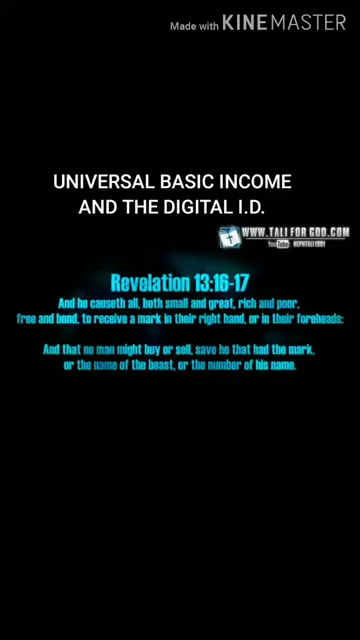 Made with KINEMASTER
UNIVERSAL BASIC INCOME
AND THE DIGITAL I.D.
WWW.TALI FOR GOD.COM
YouTube: NEPHTALI1981
Revelation 13:16-17
And he causeth all, both small and great, rich and poor,
free and bond, to receive a mark in their right hand, or in their foreheads:
And that no man might buy or sell, save he that had the mark,
or the name of the beast, or the number of his name.